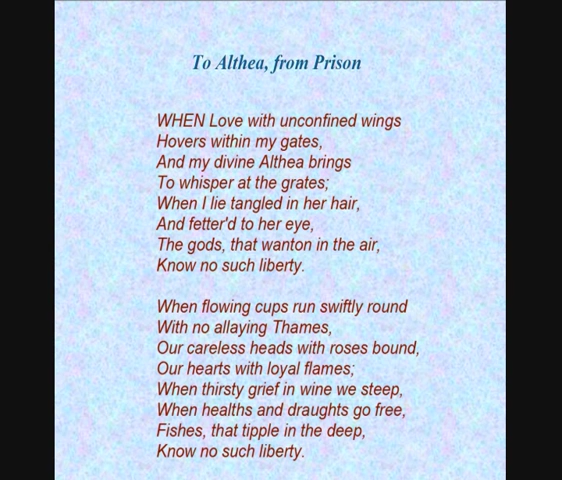 To Althea, from Prison
WHEN Love with unconfined wings
Hovers within my gates,
And my divine Althea brings
To whisper at the grates;
When I lie tangled in her hair,
And fetter'd to her eye,
The gods, that wanton in the air,
Know no such liberty.
When flowing cups run swiftly round
With no allaying Thames,
Our careless heads with roses bound,
Our hearts with loyal flames;
When thirsty grief in wine we steep,
When healths and draughts go free,
Fishes, that tipple in the deep,
Know no such liberty.